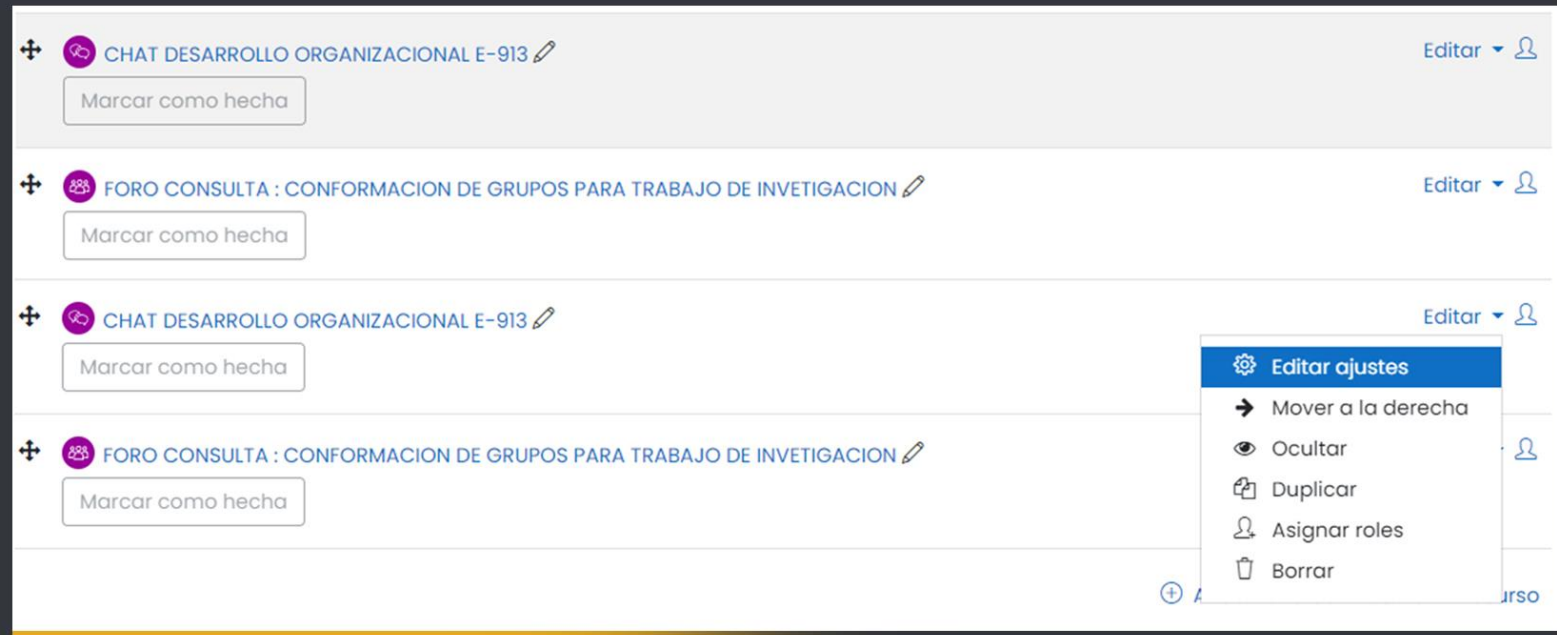 CHAT DESARROLLO ORGANIZACIONAL E-913
Editar
Marcar como hecha
FORO CONSULTA : CONFORMACION DE GRUPOS PARA TRABAJO DE INVETIGACION
Editar
Marcar como hecha
CHAT DESARROLLO ORGANIZACIONAL E-913
Editar
Marcar como hecha
Editar ajustes
Mover a la derecha
FORO CONSULTA : CONFORMACION DE GRUPOS PARA TRABAJO DE INVETIGACION
Ocultar
Marcar como hecha
Duplicar
Asignar roles
Borrar